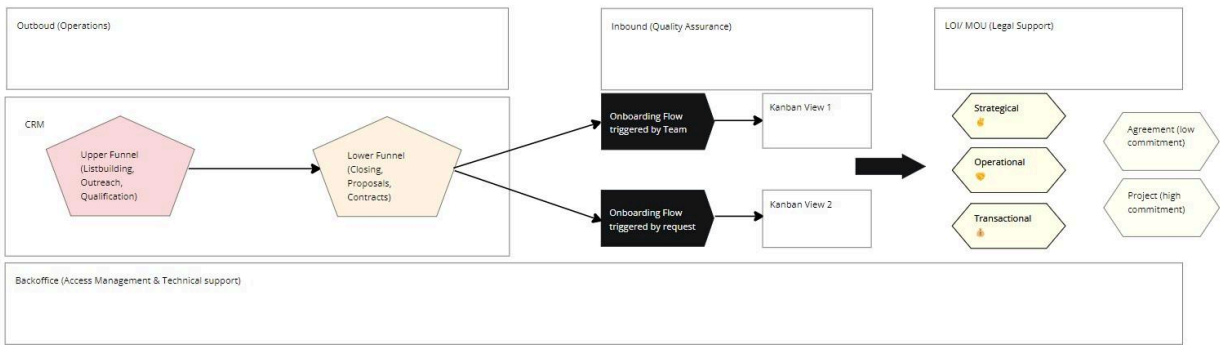 Outboud (Operations)
Inbound (Quality Assurance)
LOI/ MOU (Legal Support)
CRM
Upper Funnel
(Listbuilding,
Outreach,
Qualification)
Lower Funnel
(Closing,
Proposals,
Contracts)
Onboarding Flow
triggered by Team
Kanban View 1
Onboarding Flow
triggered by request
Kanban View 2
Strategical
Operational
Transactional
Agreement (low
commitment)
Project (high
commitment)
Backoffice (Access Management & Technical support)